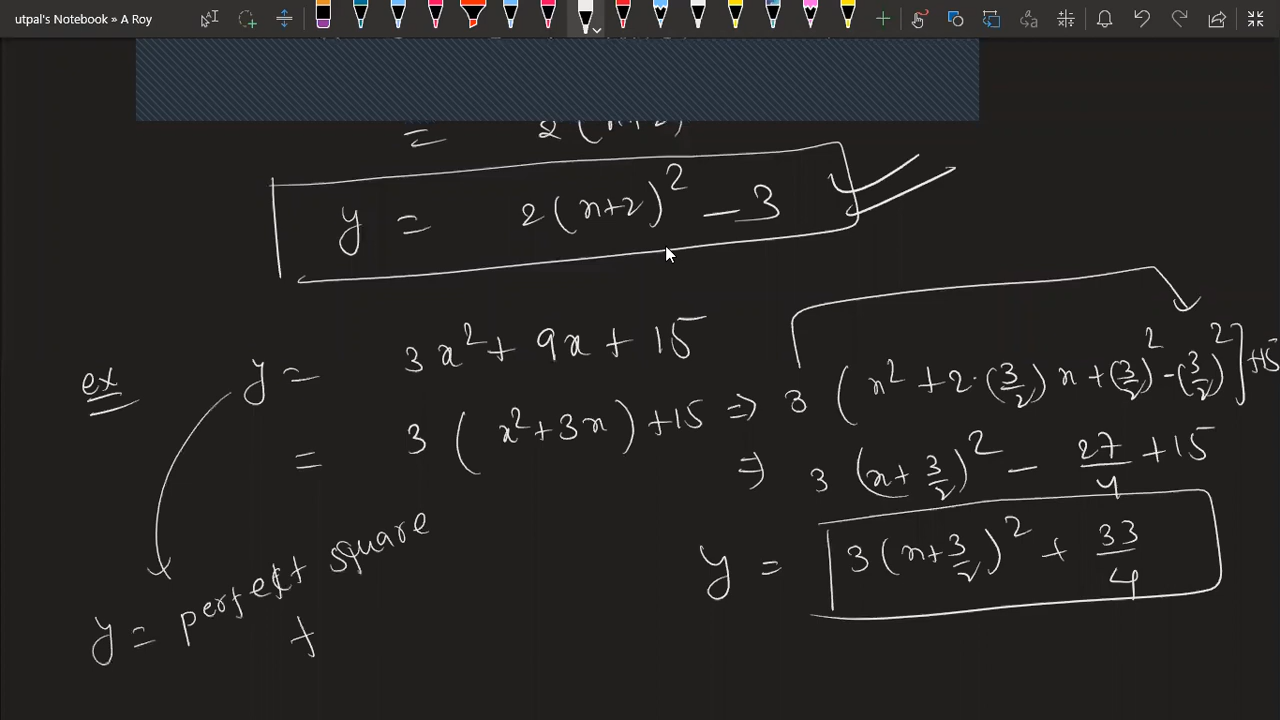 utpal's Notebook » A Roy
= 2(x+2)
y = 2(x+2)² - 3
ex y = 3x² + 9x + 15
= 3(x²+3x) + 15 ⇒ 3(x² + 2·(3/2)x + (3/2)² - (3/2)²] + 15
⇒ 3(x + 3/2)² - 27/4 + 15
y = 3(x+3/2)² + 33/4
y = perfect square
+